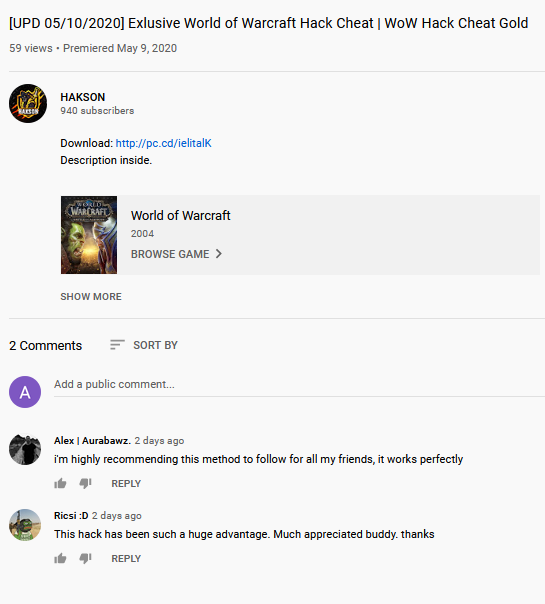 [UPD 05/10/2020] Exlusive World of Warcraft Hack Cheat | WoW Hack Cheat Gold
59 views • Premiered May 9, 2020
HAKSON
HAKSON
940 subscribers
Download: http://pc.cd/ielitalK
Description inside.
WORLD
WARCRAFT
World of Warcraft
2004
BROWSE GAME
SHOW MORE
2 Comments
SORT BY
A
Add a public comment...
Alex | Aurabawz. 2 days ago
i'm highly recommending this method to follow for all my friends, it works perfectly
REPLY
Ricsi :D 2 days ago
This hack has been such a huge advantage. Much appreciated buddy. thanks
REPLY